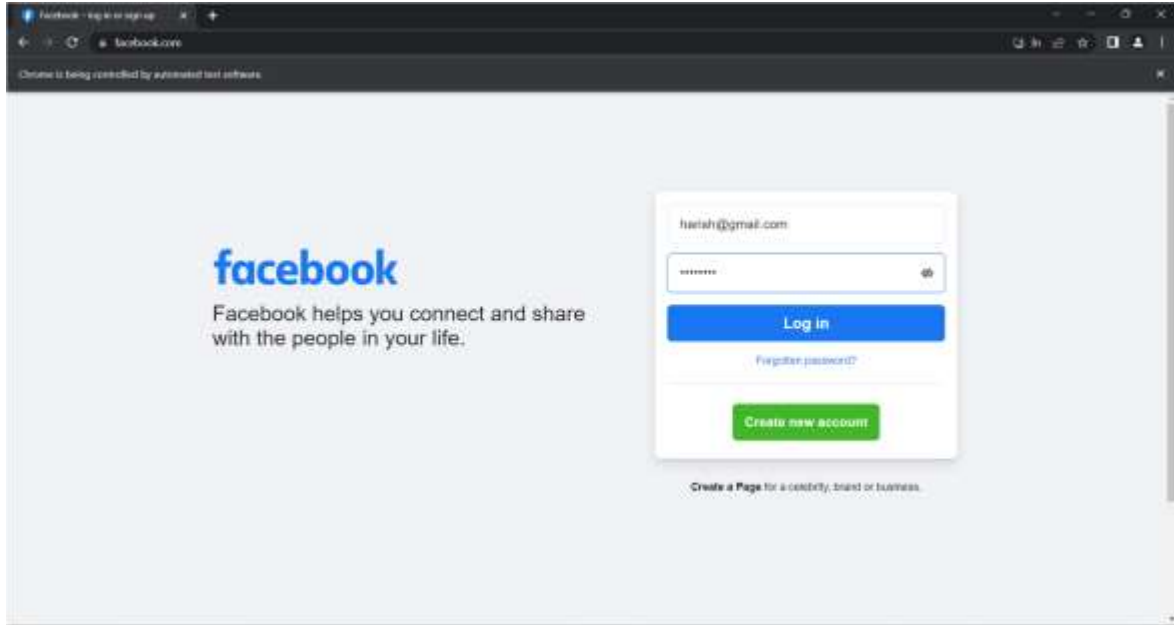 Facebook - log in or sign up
facebook.com
Chrome is being controlled by automated test software.
harish@gmail.com
••••••••
facebook
Log in
Facebook helps you connect and share
with the people in your life.
Forgotten password?
Create new account
Create a Page for a celebrity, brand or business.